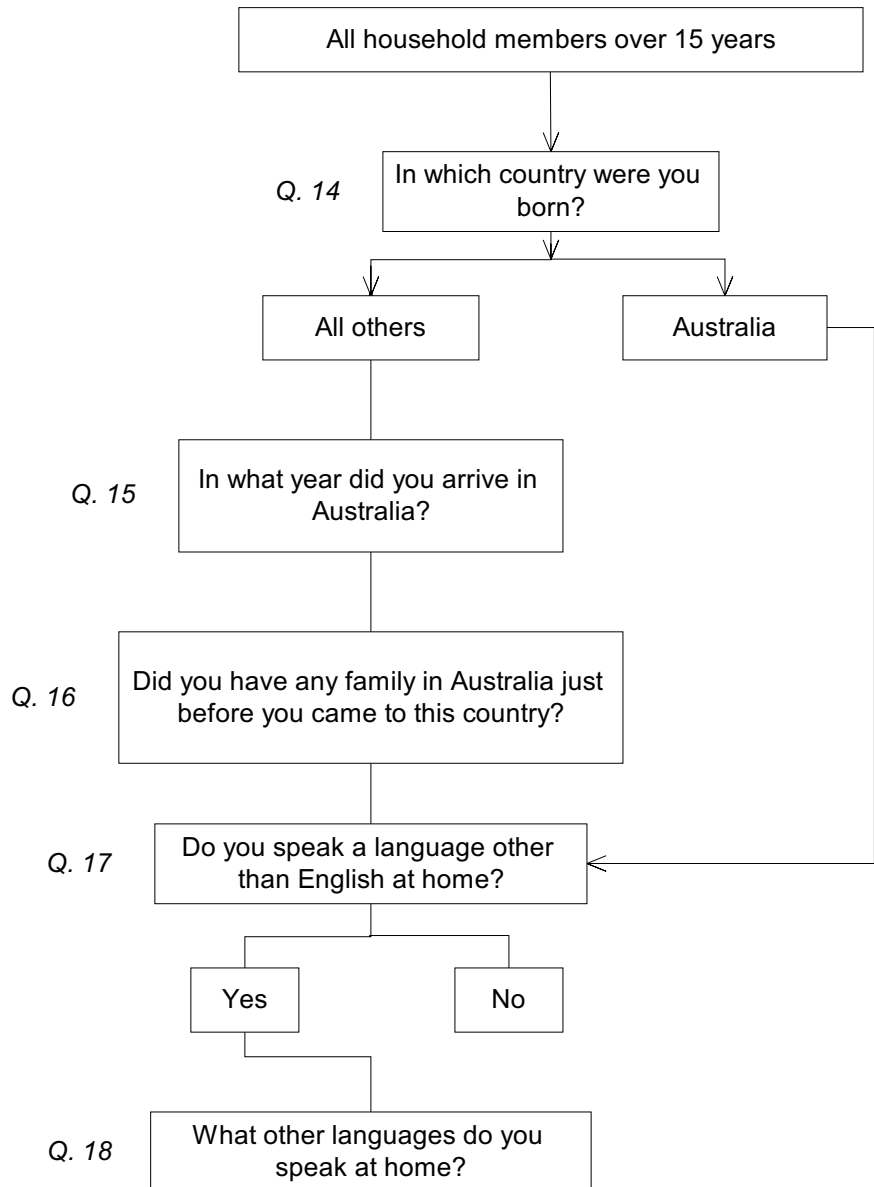 All household members over 15 years
Q. 14
In which country were you
born?
All others
Australia
Q. 15
In what year did you arrive in
Australia?
Q. 16
Did you have any family in Australia just
before you came to this country?
Q. 17
Do you speak a language other
than English at home?
Yes
No
Q. 18
What other languages do you
speak at home?